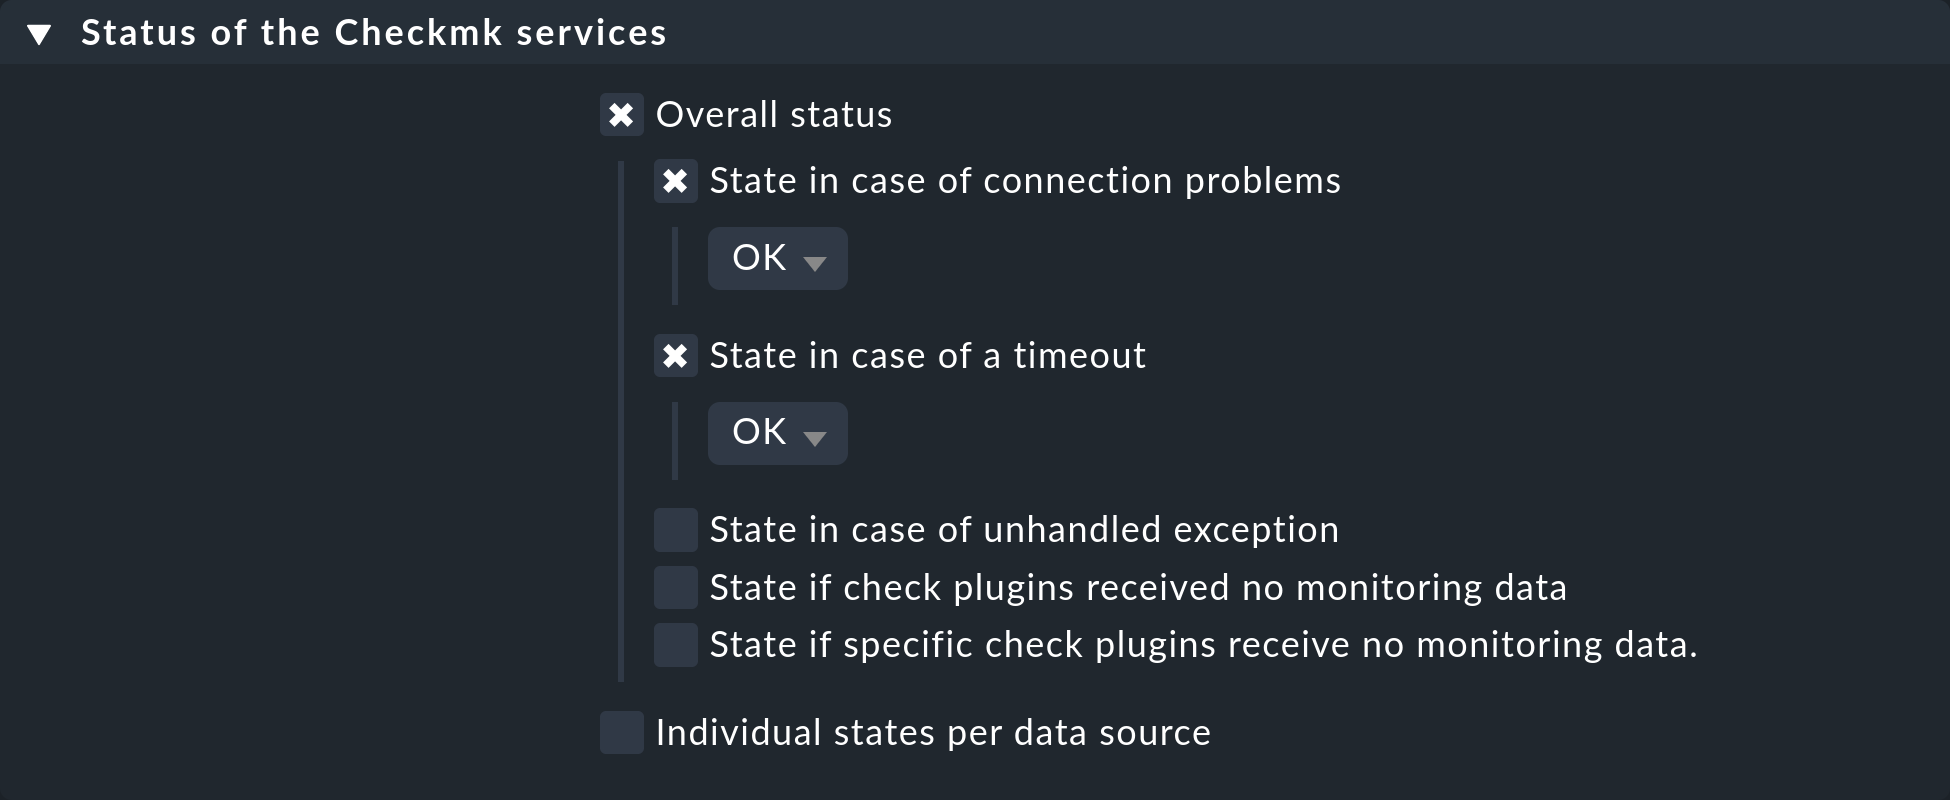 Status of the Checkmk services
Overall status
State in case of connection problems
OK
State in case of a timeout
OK
State in case of unhandled exception
State if check plugins received no monitoring data
State if specific check plugins receive no monitoring data.
Individual states per data source